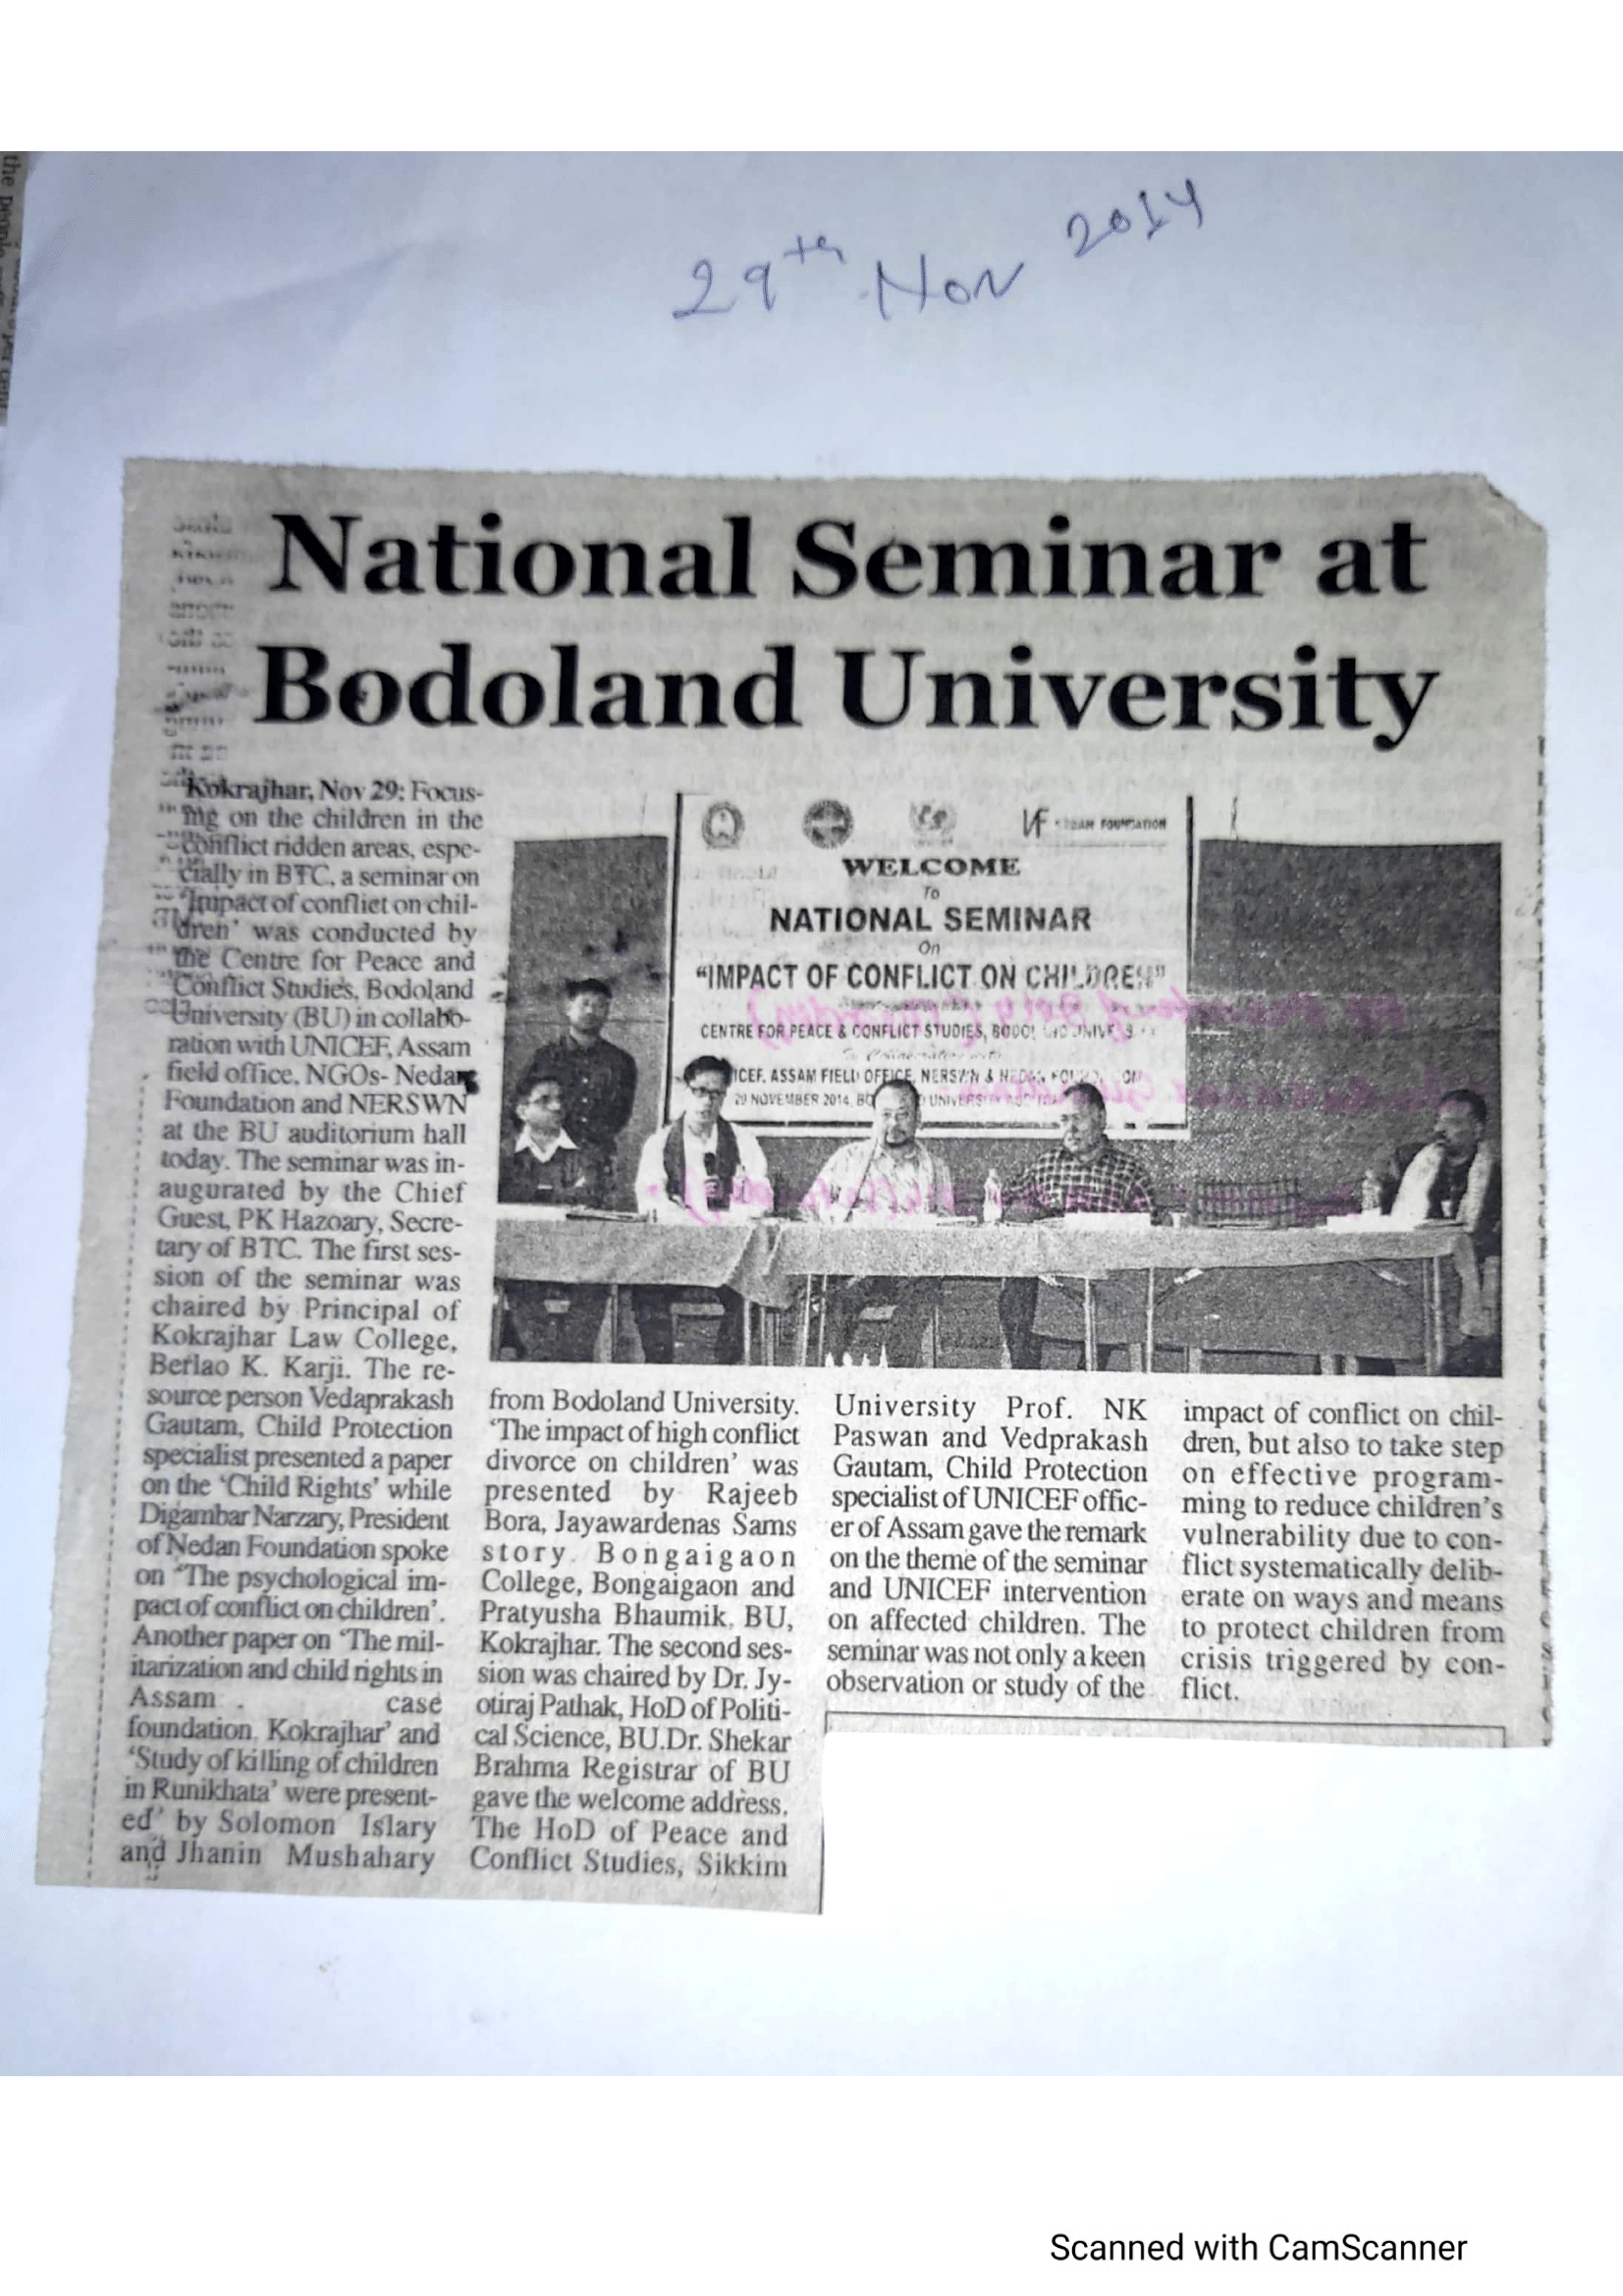 29th Nov 2014
National Seminar at
Bodoland University
Kokrajhar, Nov 29: Focus-
ing on the children in the
conflict ridden areas, espe-
cially in BTC, a seminar on
'Impact of conflict on chil-
dren' was conducted by
the Centre for Peace and
Conflict Studies, Bodoland
University (BU) in collabo-
ration with UNICEF, Assam
field office, NGOs- Nedan
Foundation and NERSWN
at the BU auditorium hall
today. The seminar was in-
augurated by the Chief
Guest, PK Hazoary, Secre-
tary of BTC. The first ses-
sion of the seminar was
chaired by Principal of
Kokrajhar Law College,
Berlao K. Karji. The re-
source person Vedaprakash
Gautam, Child Protection
specialist presented a paper
on the 'Child Rights' while
Digambar Narzary, President
of Nedan Foundation spoke
on 'The psychological im-
pact of conflict on children'.
Another paper on 'The mil-
itarization and child rights in
Assam . case
foundation, Kokrajhar' and
'Study of killing of children
in Runikhata' were present-
ed' by Solomon Islary
and Jhanin Mushahary
WELCOME
To
NATIONAL SEMINAR
On
"IMPACT OF CONFLICT ON CHILDREN"
CENTRE FOR PEACE & CONFLICT STUDIES,
ASSAM FIELD OFFICE, NERSWN &
29 NOVEMBER 2014,
from Bodoland University.
'The impact of high conflict
divorce on children' was
presented by Rajeeb
Bora, Jayawardenas Sams
story. Bongaigaon
College, Bongaigaon and
Pratyusha Bhaumik, BU,
Kokrajhar. The second ses-
sion was chaired by Dr. Jy-
otiraj Pathak, HoD of Politi-
cal Science, BU.Dr. Shekar
Brahma Registrar of BU
gave the welcome address.
The HoD of Peace and
Conflict Studies, Sikkim
University Prof. NK
Paswan and Vedprakash
Gautam, Child Protection
specialist of UNICEF offic-
er of Assam gave the remark
on the theme of the seminar
and UNICEF intervention
on affected children. The
seminar was not only a keen
observation or study of the
impact of conflict on chil-
dren, but also to take step
on effective program-
ming to reduce children's
vulnerability due to con-
flict systematically delib-
erate on ways and means
to protect children from
crisis triggered by con-
flict.
Scanned with CamScanner